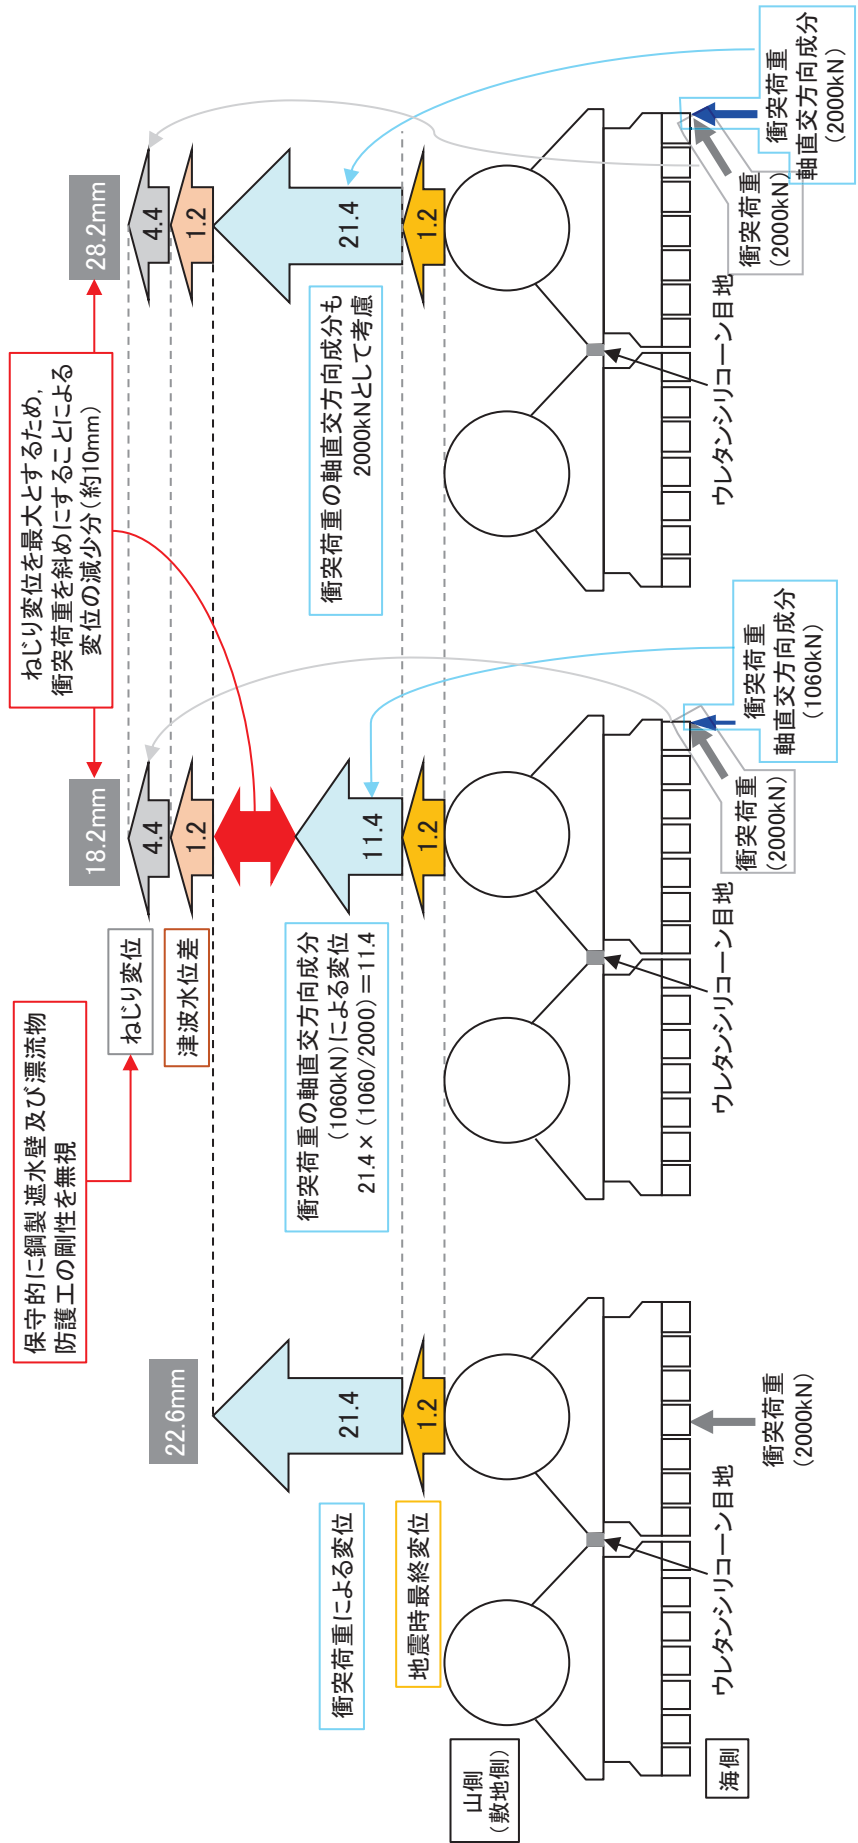 保守的に鋼製遮水壁及び漂流物
防護工の剛性を無視
ねじり変位を最大とするため,
衝突荷重を斜めにすることによる
変位の減少分(約10mm)
22.6mm
18.2mm
28.2mm
ねじり変位
4.4
4.4
津波水位差
1.2
1.2
衝突荷重による変位
21.4
衝突荷重の軸直交方向成分
(1060kN)による変位
21.4×(1060/2000)=11.4
11.4
衝突荷重の軸直交方向成分も
2000kNとして考慮
21.4
地震時最終変位
1.2
1.2
1.2
山側
(敷地側)
海側
ウレタンシリコーン目地
衝突荷重
(2000kN)
ウレタンシリコーン目地
衝突荷重
(2000kN)
衝突荷重
軸直交方向成分
(1060kN)
ウレタンシリコーン目地
衝突荷重
(2000kN)
衝突荷重
軸直交方向成分
(2000kN)